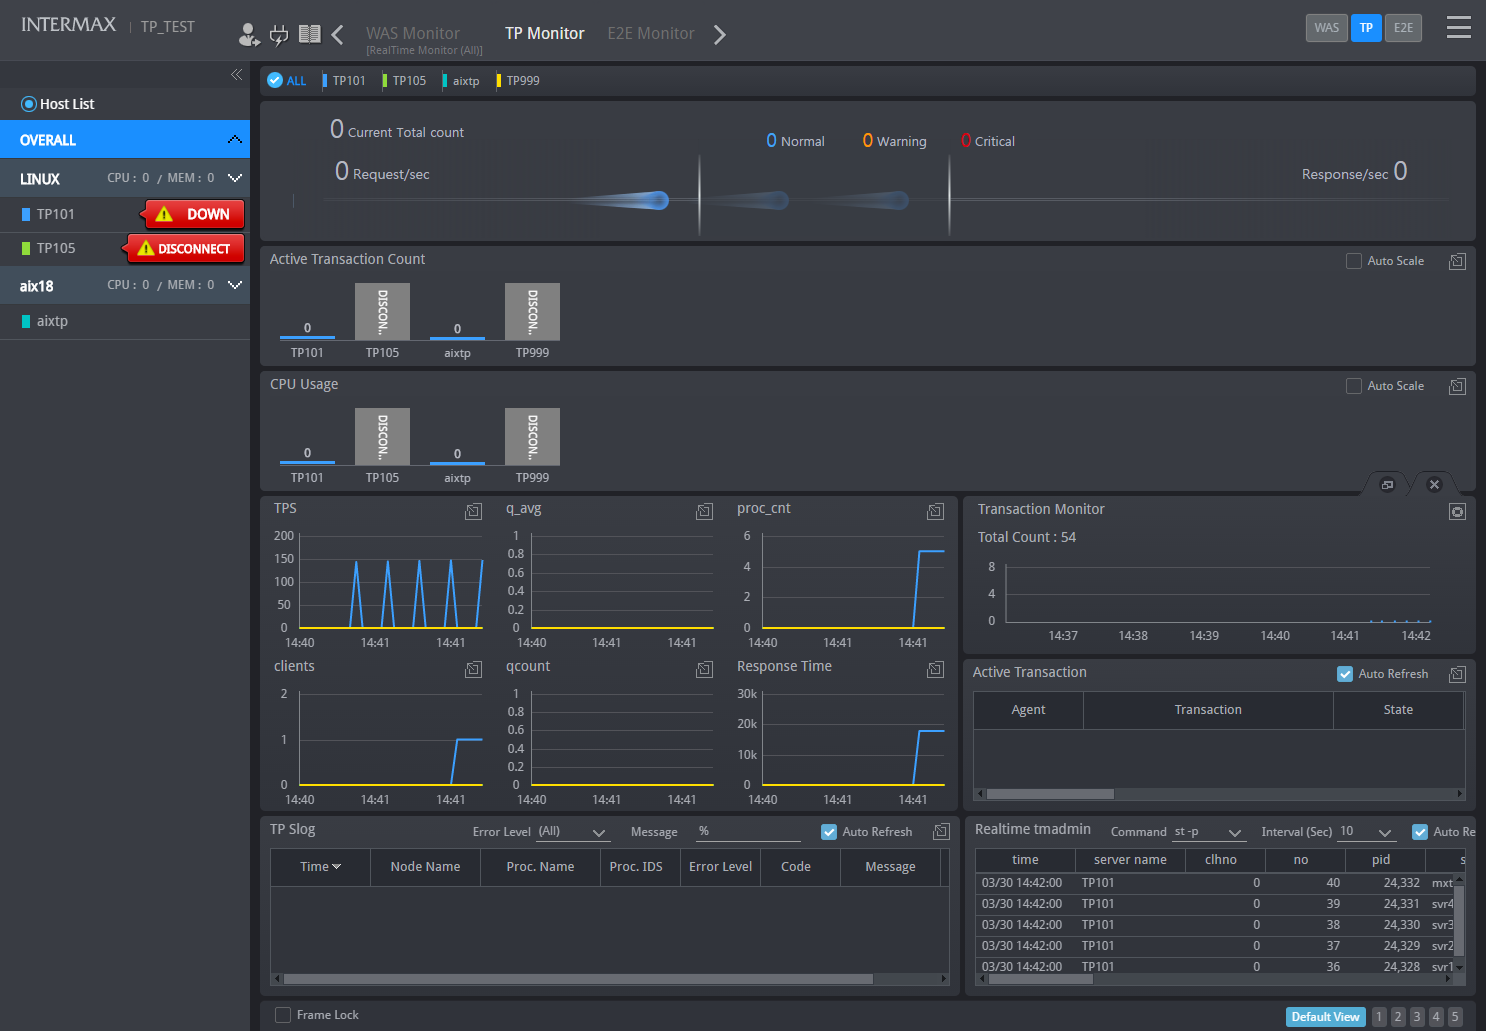 INTERMAX TP_TEST
WAS Monitor
[RealTime Monitor (All)]
TP Monitor
E2E Monitor
WAS TP E2E
Host List
OVERALL
LINUX CPU : 0 / MEM : 0
TP101 DOWN
TP105 DISCONNECT
aix18 CPU : 0 / MEM : 0
aixtp
ALL TP101 TP105 aixtp TP999
0 Current Total count
0 Normal 0 Warning 0 Critical
0 Request/sec
Response/sec 0
Active Transaction Count
Auto Scale
0 DISCON.. 0 DISCON..
TP101 TP105 aixtp TP999
CPU Usage
Auto Scale
0 DISCON.. 0 DISCON..
TP101 TP105 aixtp TP999
TPS
200
150
100
50
0
14:40 14:41 14:41
q_avg
1
0.8
0.6
0.4
0.2
0
14:40 14:41 14:41
proc_cnt
6
4
2
0
14:40 14:41 14:41
clients
2
1
0
14:40 14:41 14:41
qcount
1
0.8
0.6
0.4
0.2
0
14:40 14:41 14:41
Response Time
30k
20k
10k
0
14:40 14:41 14:41
Transaction Monitor
Total Count : 54
8
4
0
14:37 14:38 14:39 14:40 14:41 14:42
Active Transaction
Auto Refresh
Agent Transaction State
TP Slog
Error Level (All) Message % Auto Refresh
Time Node Name Proc. Name Proc. IDS Error Level Code Message
Realtime tmadmin Command st -p Interval (Sec) 10 Auto Re
time server name clhno no pid s
03/30 14:42:00 TP101 0 40 24,332 mxt
03/30 14:42:00 TP101 0 39 24,331 svr4
03/30 14:42:00 TP101 0 38 24,330 svr3
03/30 14:42:00 TP101 0 37 24,329 svr2
03/30 14:42:00 TP101 0 36 24,328 svr1
Frame Lock
Default View 1 2 3 4 5